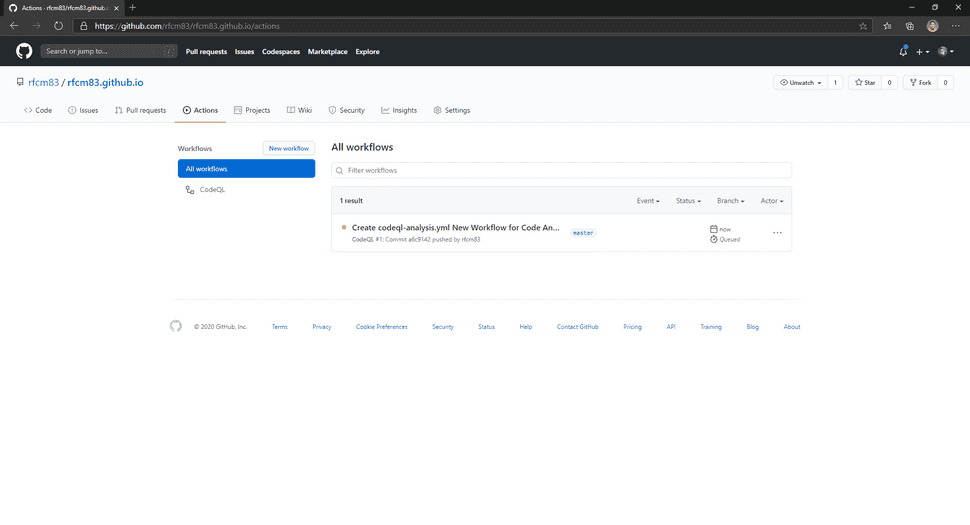 Actions · rfcm83/rfcm83.github.i
https://github.com/rfcm83/rfcm83.github.io/actions
Search or jump to... / Pull requests Issues Codespaces Marketplace Explore
rfcm83 / rfcm83.github.io Unwatch 1 Star 0 Fork 0
Code Issues Pull requests Actions Projects Wiki Security Insights Settings
Workflows New workflow
All workflows
CodeQL
All workflows
Filter workflows
1 result Event Status Branch Actor
Create codeql-analysis.yml New Workflow for Code An... master now
CodeQL #1: Commit a6c9142 pushed by rfcm83 Queued
© 2020 GitHub, Inc. Terms Privacy Cookie Preferences Security Status Help Contact GitHub Pricing API Training Blog About